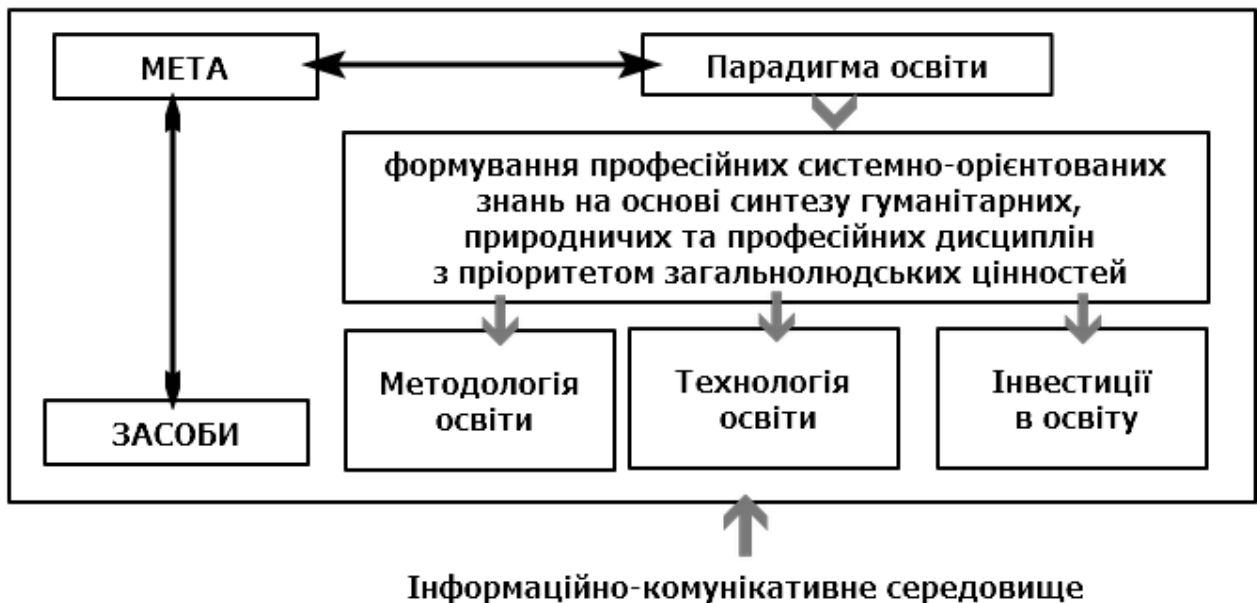 МЕТА
Парадигма освіти
формування професійних системно-орієнтованих
знань на основі синтезу гуманітарних,
природничих та професійних дисциплін
з пріоритетом загальнолюдських цінностей
Методологія
освіти
Технологія
освіти
Інвестиції
в освіту
ЗАСОБИ
Інформаційно-комунікативне середовище